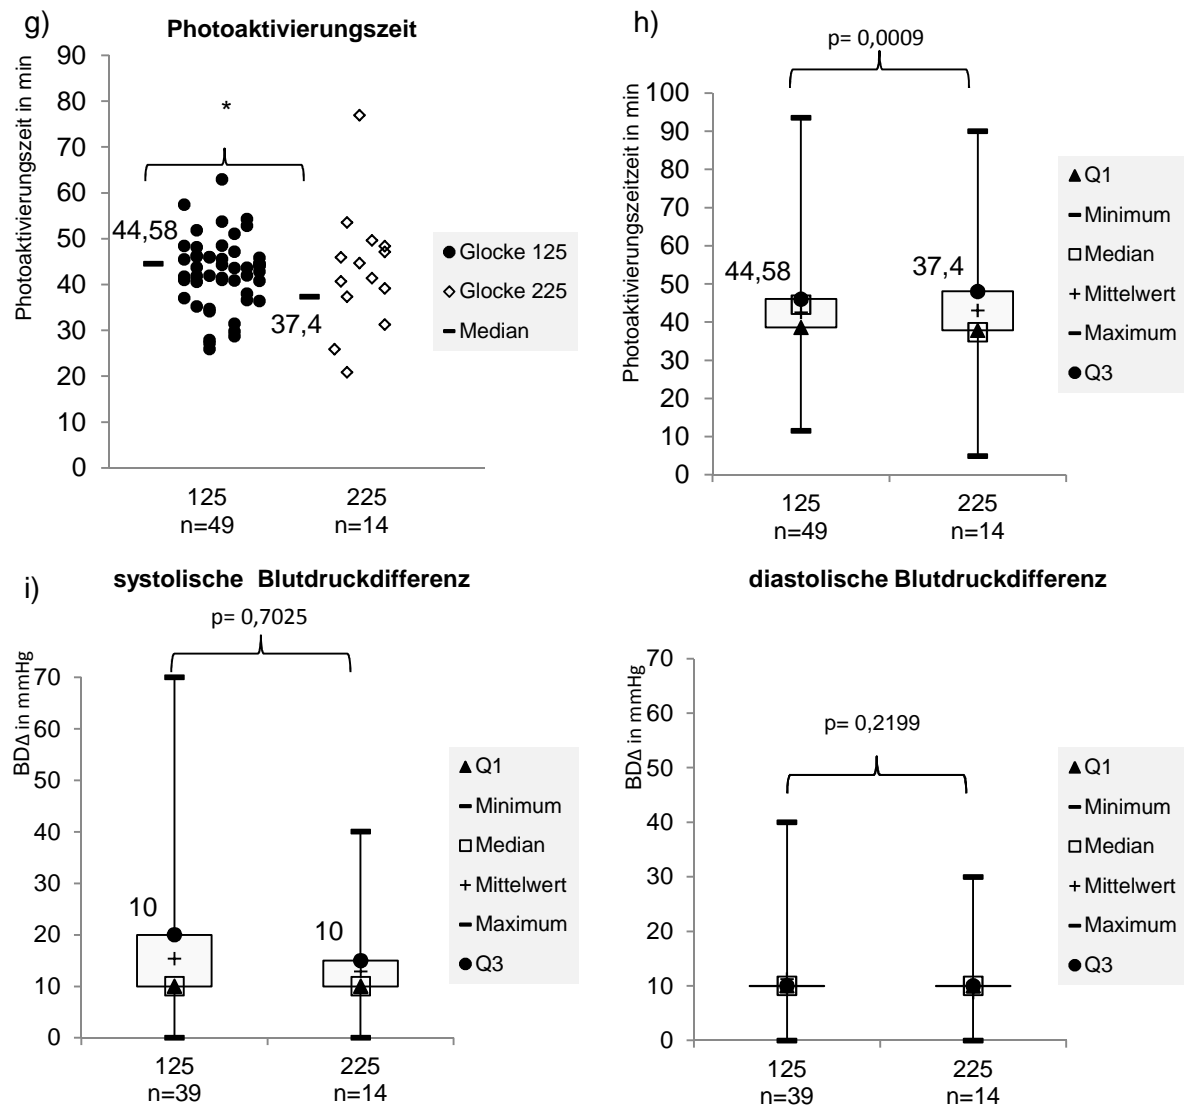 g)
Photoaktivierungszeit
Photoaktivierungszeit in min
90
80
70
60
50
40
30
20
10
0
*
44,58
37,4
125
n=49
225
n=14
Glocke 125
Glocke 225
Median
h)
p= 0,0009
Photoaktivierungszeitzeit in min
100
90
80
70
60
50
40
30
20
10
0
44,58
37,4
125
n=49
225
n=14
Q1
Minimum
Median
Mittelwert
Maximum
Q3
i)
systolische Blutdruckdifferenz
p= 0,7025
BDΔ in mmHg
70
60
50
40
30
20
10
0
10
10
125
n=39
225
n=14
Q1
Minimum
Median
Mittelwert
Maximum
Q3
diastolische Blutdruckdifferenz
p= 0,2199
BDΔ in mmHg
70
60
50
40
30
20
10
0
125
n=39
225
n=14
Q1
Minimum
Median
Mittelwert
Maximum
Q3